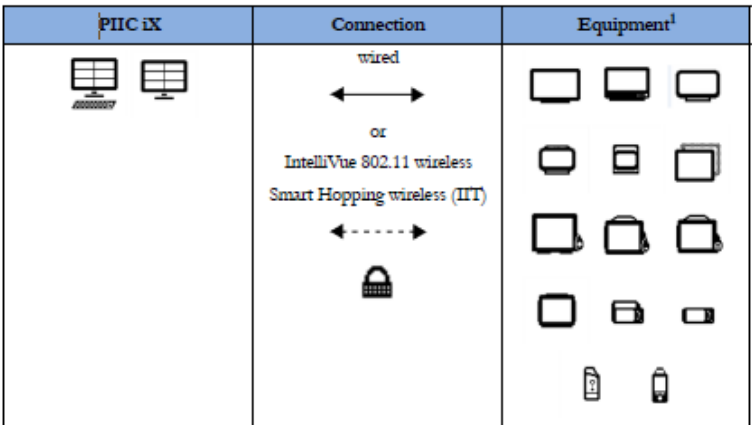 PIIC iX
Connection
Equipment¹
wired
or
IntelliVue 802.11 wireless
Smart Hopping wireless (IIT)